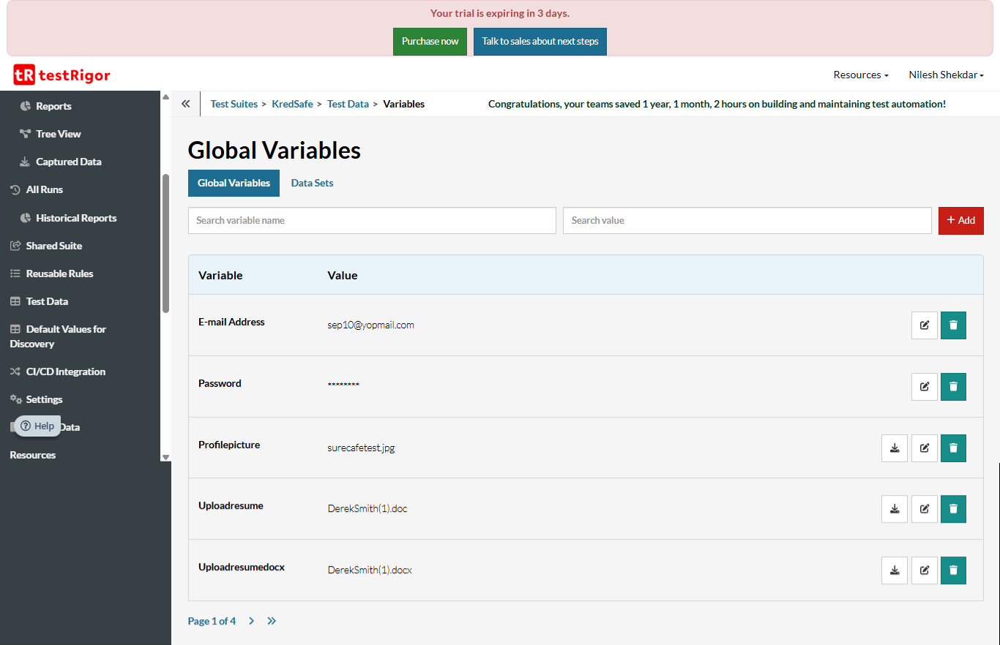 Your trial is expiring in 3 days.
Purchase now
Talk to sales about next steps
tR testRigor
Resources
Nilesh Shekdar
Reports
Tree View
Captured Data
All Runs
Historical Reports
Shared Suite
Reusable Rules
Test Data
Default Values for
Discovery
CI/CD Integration
Settings
Help
Data
Resources
Test Suites > KredSafe > Test Data > Variables
Congratulations, your teams saved 1 year, 1 month, 2 hours on building and maintaining test automation!
Global Variables
Global Variables
Data Sets
Search variable name
Search value
+ Add
Variable Value
E-mail Address sep10@yopmail.com
Password ********
Profilepicture surecafetest.jpg
Uploadresume DerekSmith(1).doc
Uploadresumedocx DerekSmith(1).docx
Page 1 of 4 > >>